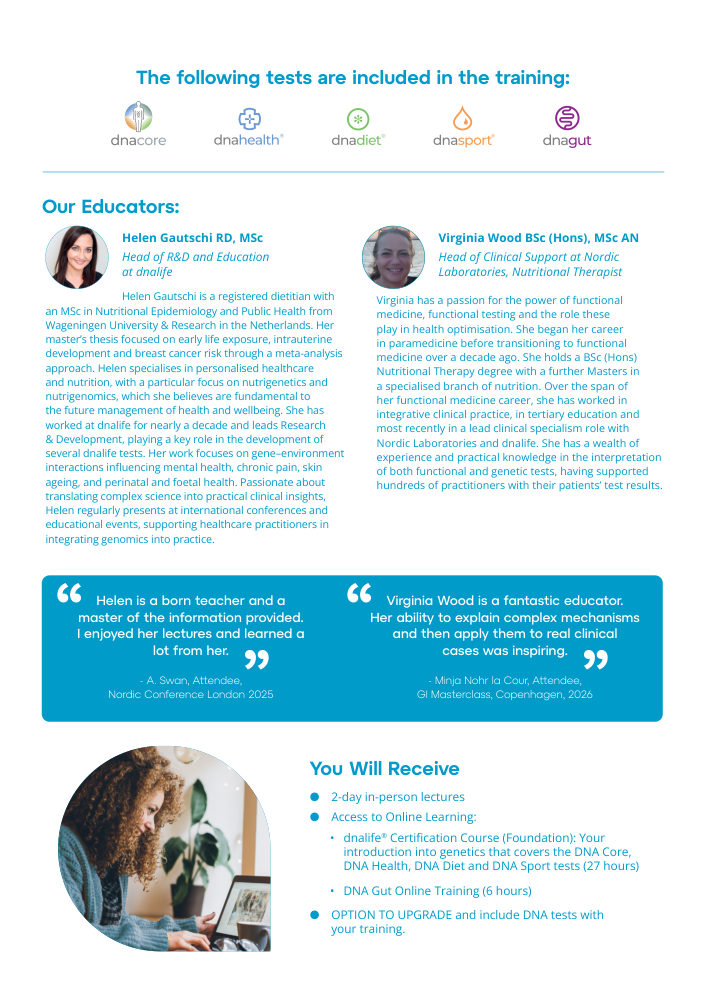 The following tests are included in the training:
dnacore
dnahealth®
dnadiet®
dnasport®
dnagut
Our Educators:
Helen Gautschi RD, MSc
Head of R&D and Education
at dnalife
Helen Gautschi is a registered dietitian with
an MSc in Nutritional Epidemiology and Public Health from
Wageningen University & Research in the Netherlands. Her
master's thesis focused on early life exposure, intrauterine
development and breast cancer risk through a meta-analysis
approach. Helen specialises in personalised healthcare
and nutrition, with a particular focus on nutrigenetics and
nutrigenomics, which she believes are fundamental to
the future management of health and wellbeing. She has
worked at dnalife for nearly a decade and leads Research
& Development, playing a key role in the development of
several dnalife tests. Her work focuses on gene–environment
interactions influencing mental health, chronic pain, skin
ageing, and perinatal and foetal health. Passionate about
translating complex science into practical clinical insights,
Helen regularly presents at international conferences and
educational events, supporting healthcare practitioners in
integrating genomics into practice.
Virginia Wood BSc (Hons), MSc AN
Head of Clinical Support at Nordic
Laboratories, Nutritional Therapist
Virginia has a passion for the power of functional
medicine, functional testing and the role these
play in health optimisation. She began her career
in paramedicine before transitioning to functional
medicine over a decade ago. She holds a BSc (Hons)
Nutritional Therapy degree with a further Masters in
a specialised branch of nutrition. Over the span of
her functional medicine career, she has worked in
integrative clinical practice, in tertiary education and
most recently in a lead clinical specialism role with
Nordic Laboratories and dnalife. She has a wealth of
experience and practical knowledge in the interpretation
of both functional and genetic tests, having supported
hundreds of practitioners with their patients' test results.
“ Helen is a born teacher and a
master of the information provided.
I enjoyed her lectures and learned a
lot from her. ”
- A. Swan, Attendee,
Nordic Conference London 2025
“ Virginia Wood is a fantastic educator.
Her ability to explain complex mechanisms
and then apply them to real clinical
cases was inspiring. ”
- Minja Nohr la Cour, Attendee,
GI Masterclass, Copenhagen, 2026
You Will Receive
● 2-day in-person lectures
● Access to Online Learning:
• dnalife® Certification Course (Foundation): Your
introduction into genetics that covers the DNA Core,
DNA Health, DNA Diet and DNA Sport tests (27 hours)
• DNA Gut Online Training (6 hours)
● OPTION TO UPGRADE and include DNA tests with
your training.